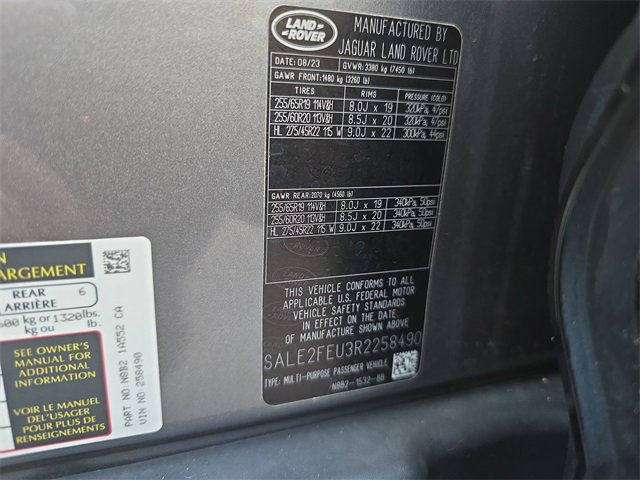 LAND ROVER
MANUFACTURED BY
JAGUAR LAND ROVER LTD
DATE: 08/23 GVWR: 3380 kg (7450 lb)
GAWR FRONT: 1480 kg (3260 lb)
TIRES RIMS PRESSURE (COLD)
255/65R19 114V&H 8.0J x 19 320kPa, 47psi
255/60R20 113V&H 8.5J x 20 320kPa, 47psi
HL 275/45R22 115 W 9.0J x 22 300kPa, 44psi
GAWR REAR: 2070 kg (4560 lb)
255/65R19 114V&H 8.0J x 19 340kPa, 50psi
255/60R20 113V&H 8.5J x 20 340kPa, 50psi
HL 275/45R22 115 W 9.0J x 22 340kPa, 50psi
THIS VEHICLE CONFORMS TO ALL
APPLICABLE U.S. FEDERAL MOTOR
VEHICLE SAFETY STANDARDS
IN EFFECT ON THE DATE
OF MANUFACTURE SHOWN ABOVE
SALE2FEU3R2258490
TYPE: MULTI-PURPOSE PASSENGER VEHICLE
N8B2-1532-BB
ARGEMENT
REAR 6
ARRIÈRE
600 kg or 1320lbs.
kg ou lb.
SEE OWNER'S
MANUAL FOR
ADDITIONAL
INFORMATION
VOIR LE MANUEL
DEL'USAGER
POUR PLUS DE
RENSEIGNEMENTS
PART NO: N8B2 1A552 CA
VIN NO: 258490